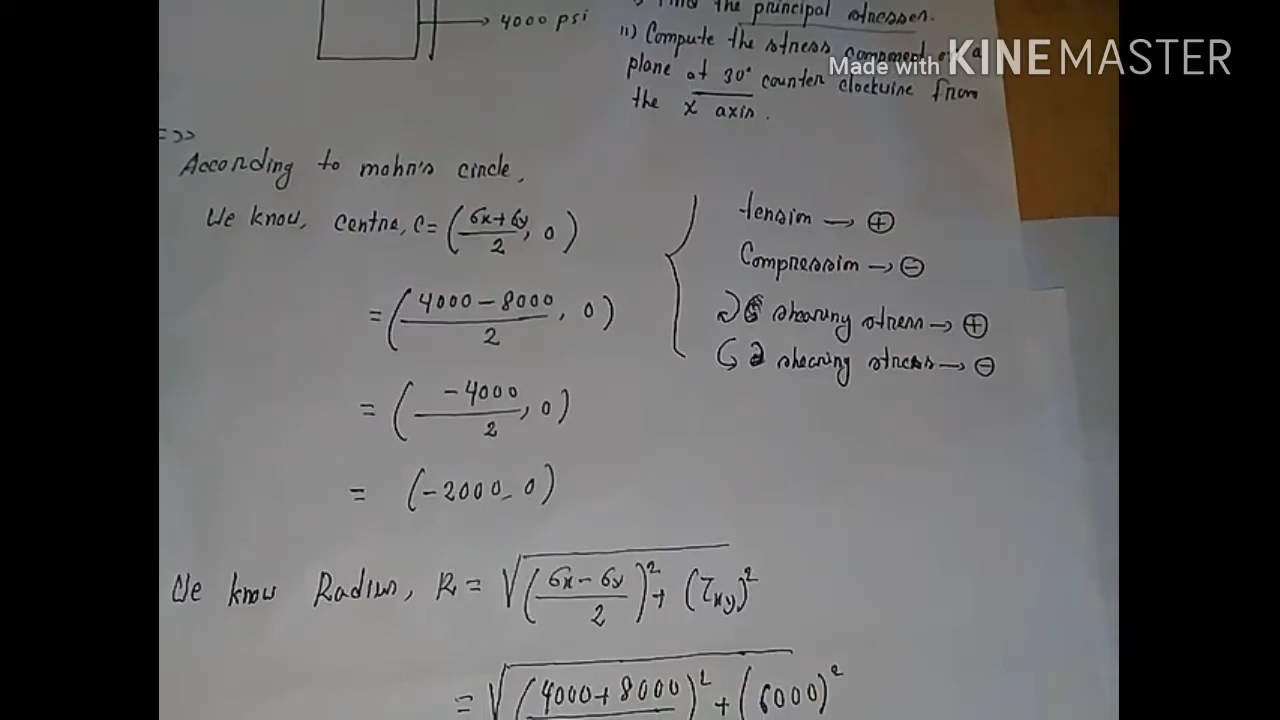 → 4000 psi
i) Find the principal stresses.
ii) Compute the stress component on a
plane at 30° counter clockwise from
the x axis.
Made with KINEMASTER
=>>
According to mohr's circle,
We know, centre, C = (σx+σy/2, 0)
= (4000 - 8000/2, 0)
= (-4000/2, 0)
= (-2000, 0)
tension → ⊕
Compression → ⊖
shearing stress → ⊕
shearing stress → ⊖
We know Radius, R = √(σx - σy/2)² + (τxy)²
= √(4000+8000)² + (6000)²